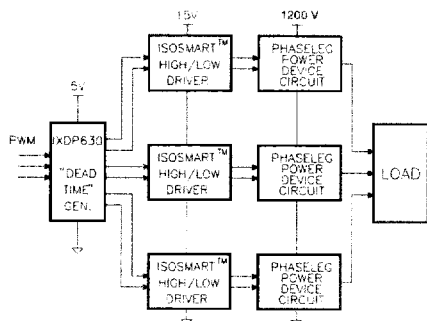 15V
1200 V
5V
PWM
IXDP630
"DEAD
TIME"
GEN.
ISOSMART™
HIGH/LOW
DRIVER
PHASELEG
POWER
DEVICE
CIRCUIT
ISOSMART™
HIGH/LOW
DRIVER
PHASELEG
POWER
DEVICE
CIRCUIT
ISOSMART™
HIGH/LOW
DRIVER
PHASELEG
POWER
DEVICE
CIRCUIT
LOAD